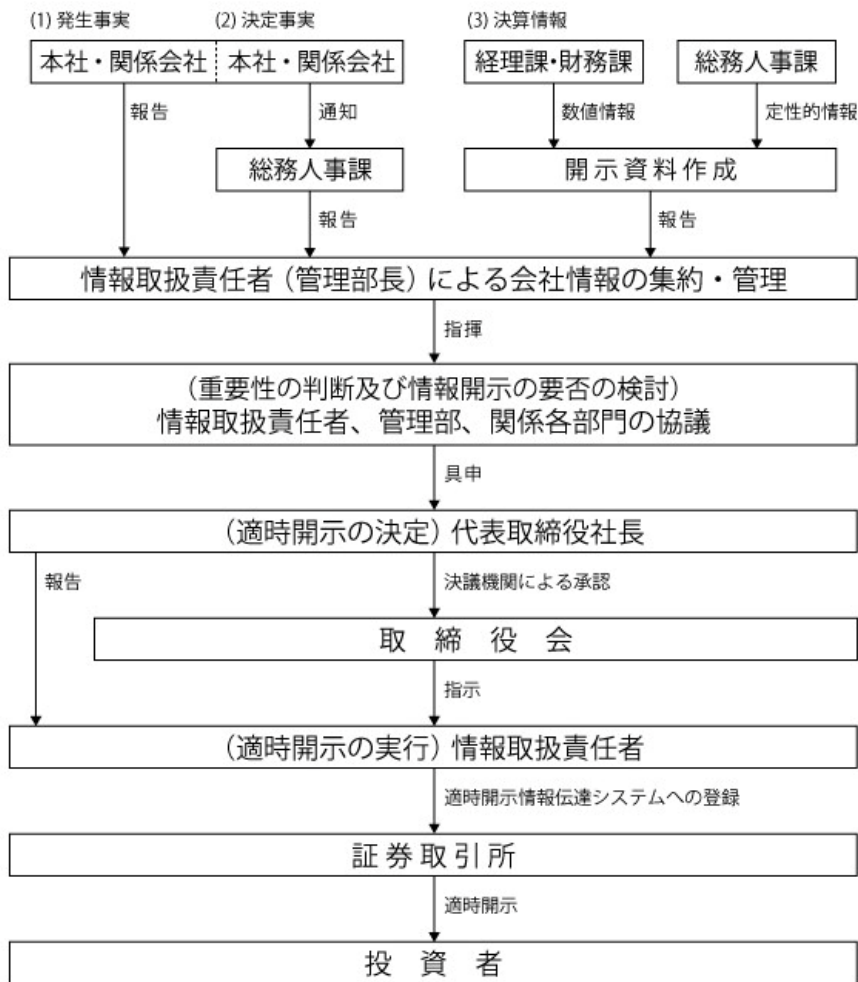 (1) 発生事実
(2) 決定事実
(3) 決算情報
本社・関係会社
本社・関係会社
経理課・財務課
総務人事課
報告
通知
数値情報
定性的情報
総務人事課
開示資料作成
報告
報告
情報取扱責任者（管理部長）による会社情報の集約・管理
指揮
（重要性の判断及び情報開示の要否の検討）
情報取扱責任者、管理部、関係各部門の協議
具申
（適時開示の決定）代表取締役社長
報告
決議機関による承認
取締役会
指示
（適時開示の実行）情報取扱責任者
適時開示情報伝達システムへの登録
証券取引所
適時開示
投資者